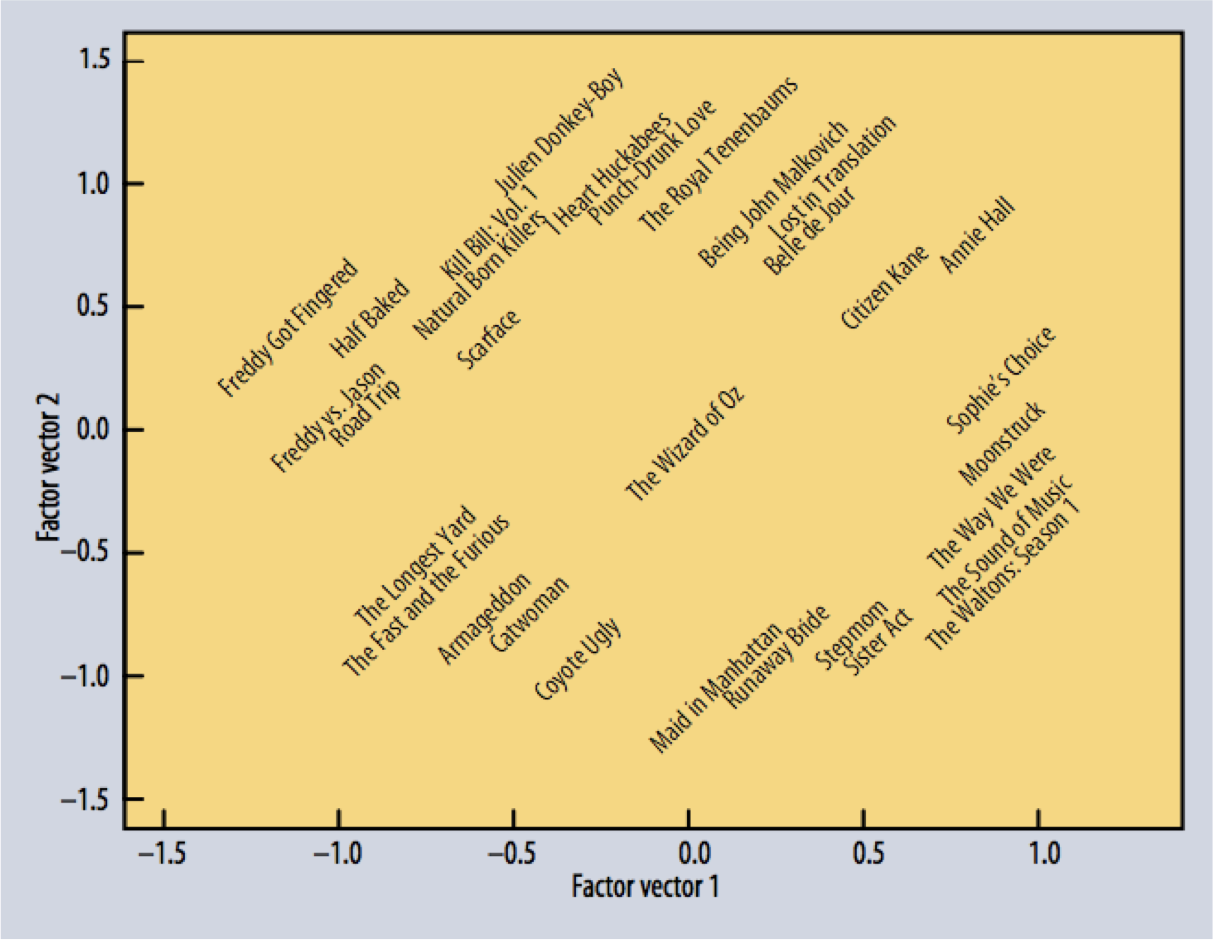 1.5
1.0
0.5
0.0
–0.5
–1.0
–1.5
Factor vector 2
Julien Donkey-Boy
I Heart Huckabees
Punch-Drunk Love
The Royal Tenenbaums
Being John Malkovich
Lost in Translation
Belle de Jour
Annie Hall
Citizen Kane
Kill Bill: Vol. 1
Natural Born Killers
Scarface
Freddy Got Fingered
Half Baked
Freddy vs. Jason
Road Trip
The Wizard of Oz
Sophie's Choice
Moonstruck
The Way We Were
The Sound of Music
The Waltons: Season 1
The Longest Yard
The Fast and the Furious
Armageddon
Catwoman
Coyote Ugly
Maid in Manhattan
Runaway Bride
Stepmom
Sister Act
–1.5
–1.0
–0.5
0.0
0.5
1.0
Factor vector 1